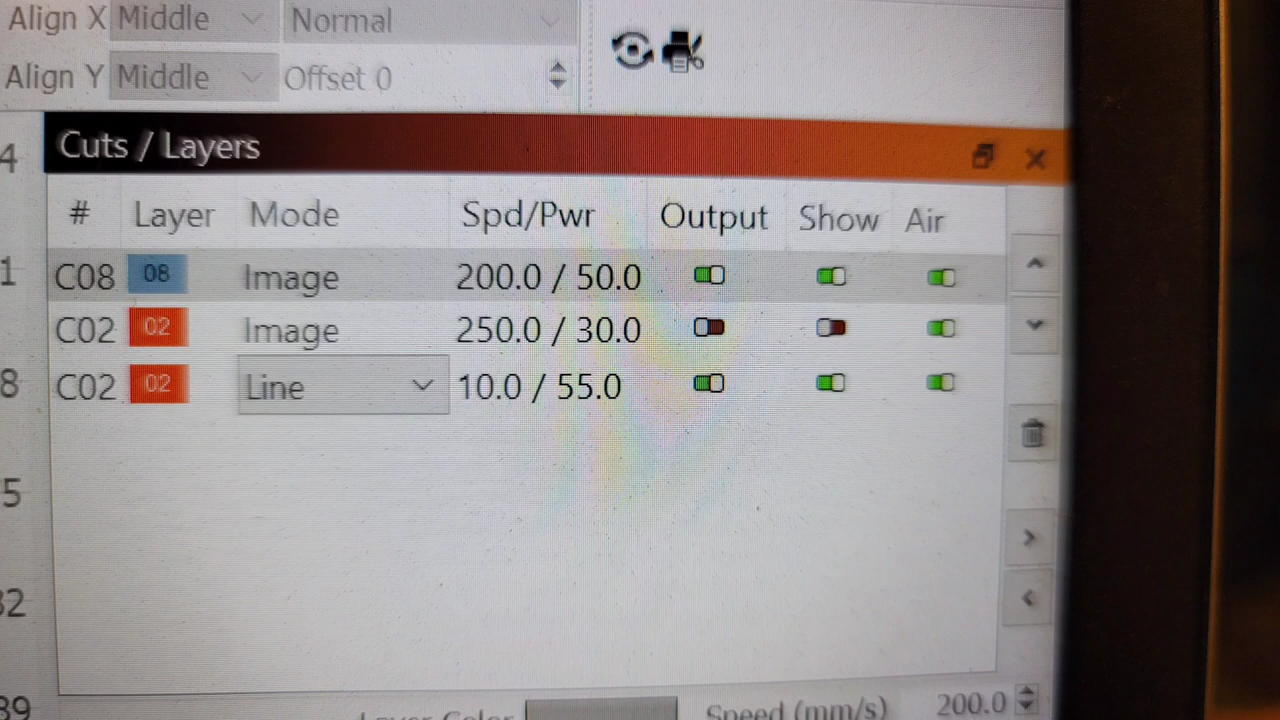 Align X Middle Normal
Align Y Middle Offset 0
4
Cuts / Layers
# Layer Mode Spd/Pwr Output Show Air
1 C08 08 Image 200.0 / 50.0
C02 02 Image 250.0 / 30.0
8 C02 02 Line 10.0 / 55.0
5
32
39
Layer Color Speed (mm/s) 200.0